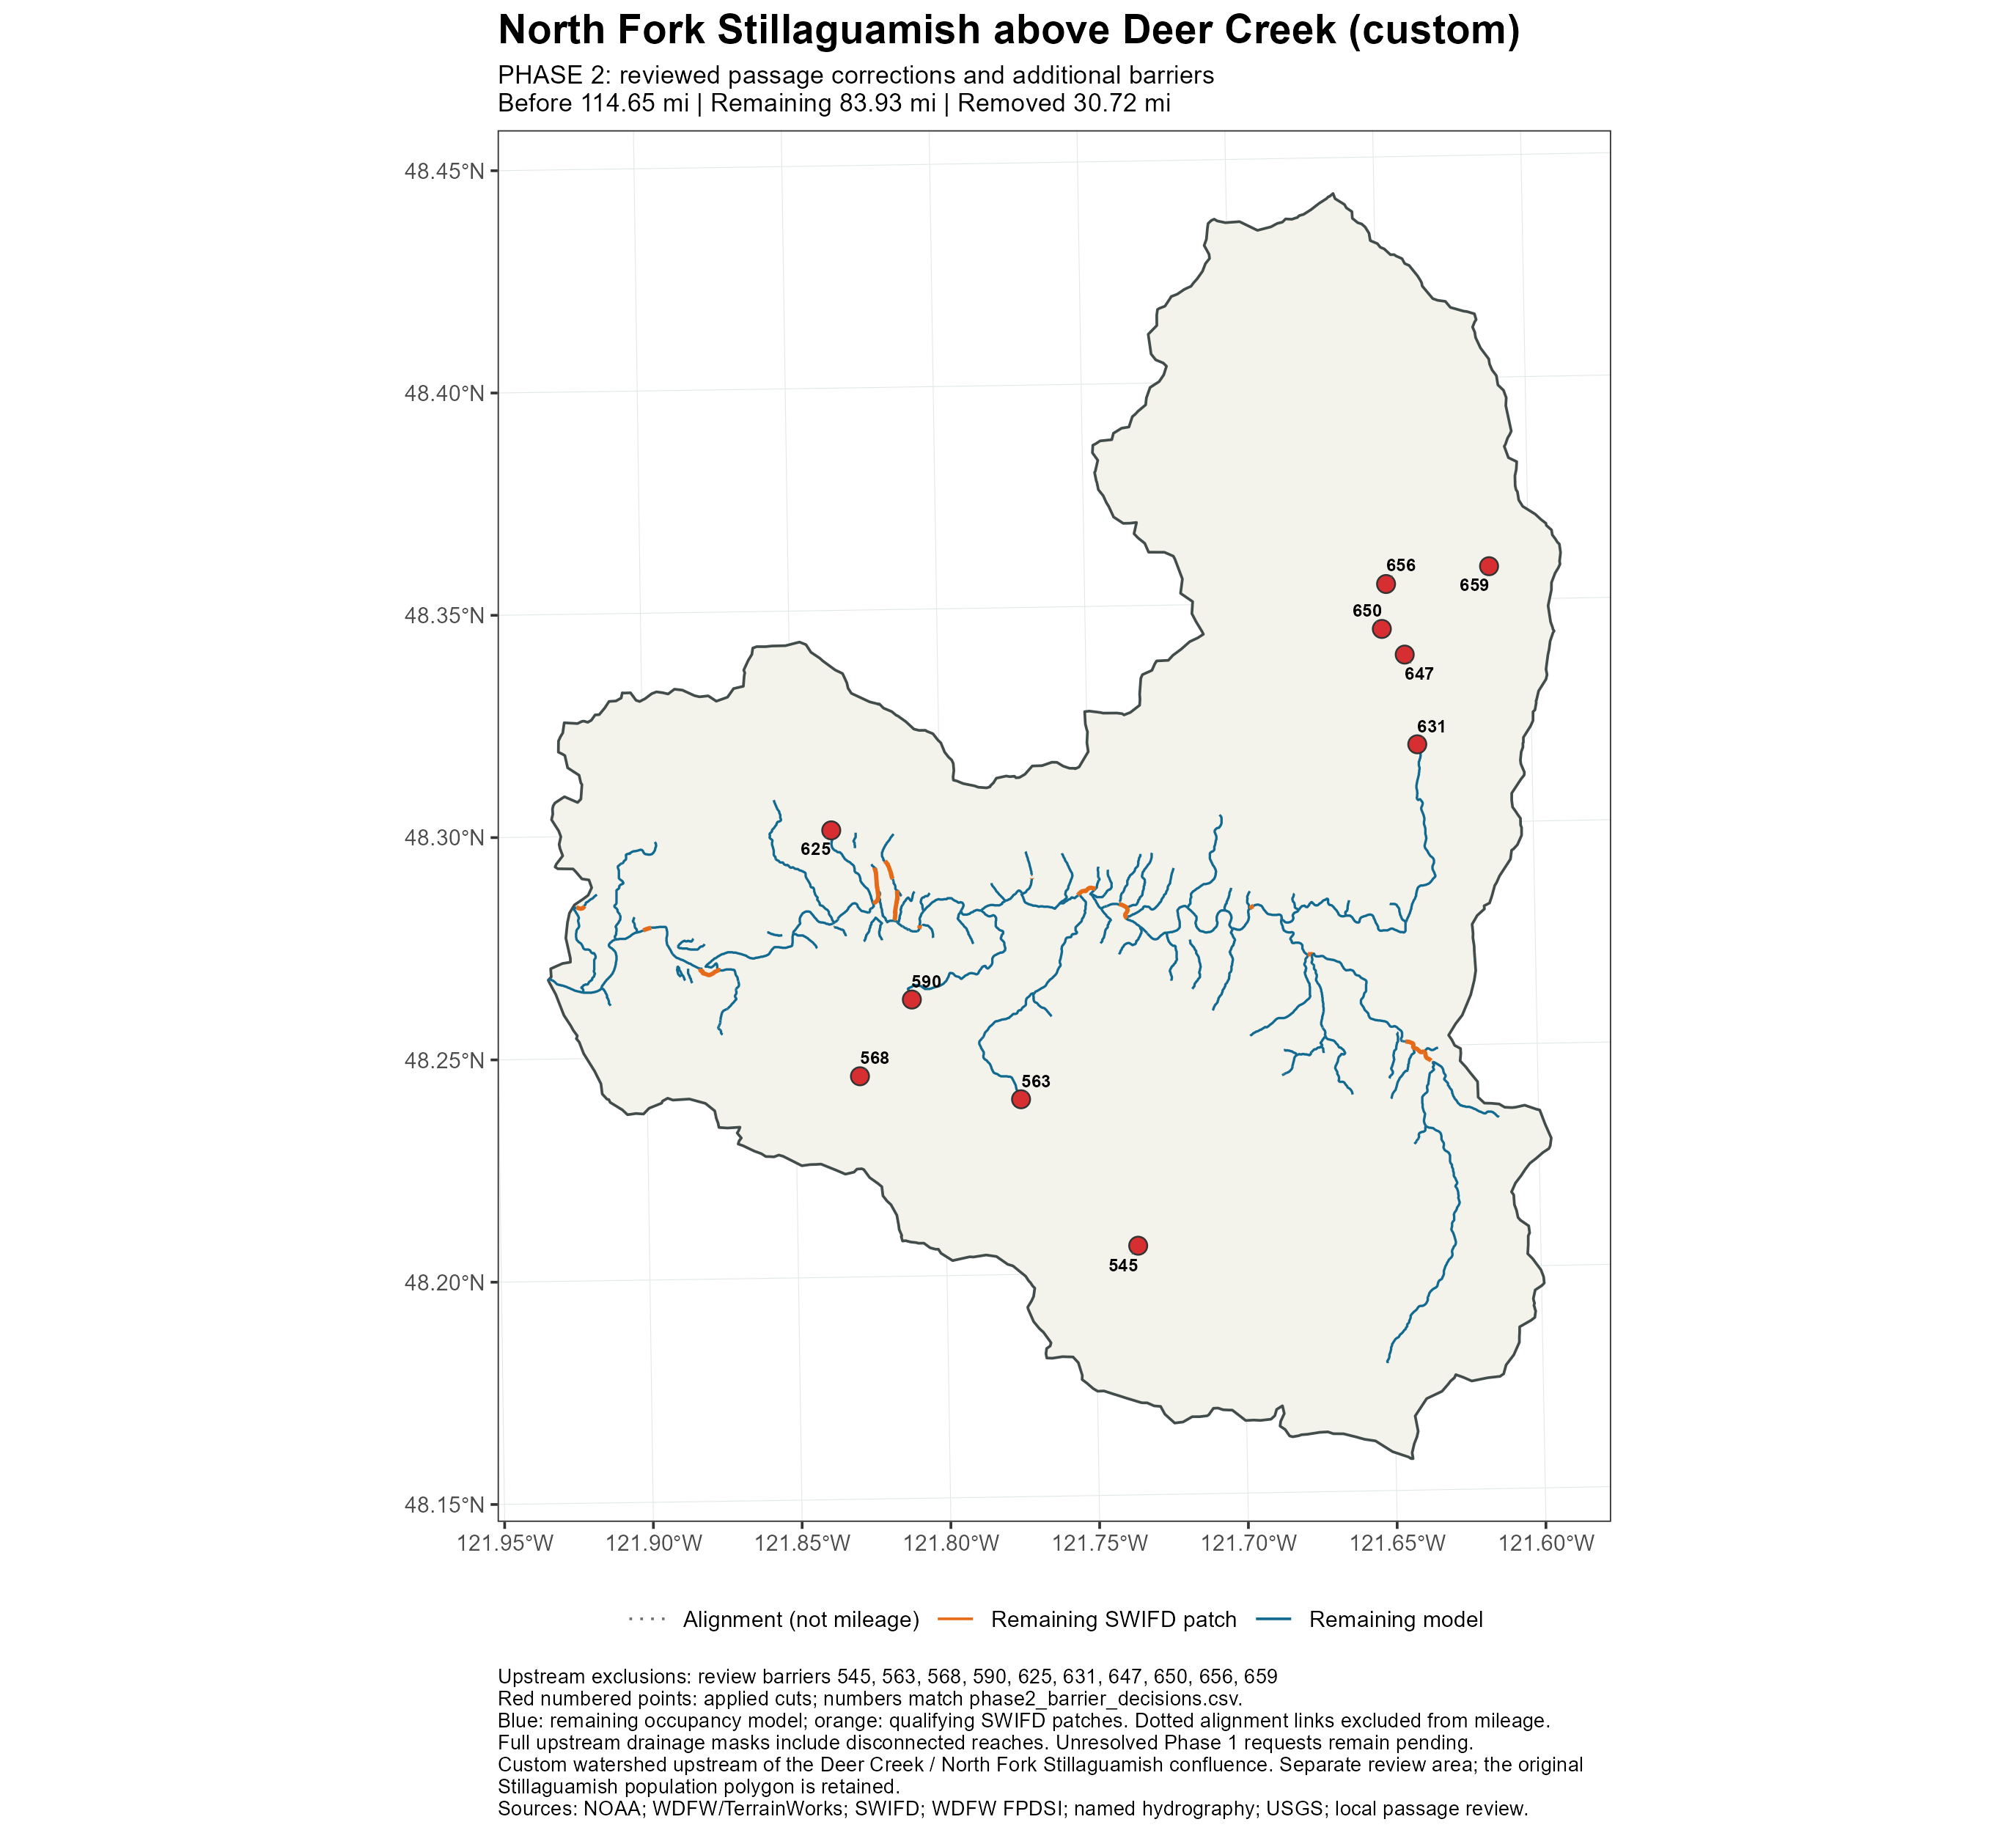 North Fork Stillaguamish above Deer Creek (custom)
PHASE 2: reviewed passage corrections and additional barriers
Before 114.65 mi | Remaining 83.93 mi | Removed 30.72 mi
48.45°N
48.40°N
48.35°N
48.30°N
48.25°N
48.20°N
48.15°N
656
659
650
647
631
625
590
568
563
545
121.95°W
121.90°W
121.85°W
121.80°W
121.75°W
121.70°W
121.65°W
121.60°W
Alignment (not mileage)
Remaining SWIFD patch
Remaining model
Upstream exclusions: review barriers 545, 563, 568, 590, 625, 631, 647, 650, 656, 659
Red numbered points: applied cuts; numbers match phase2_barrier_decisions.csv.
Blue: remaining occupancy model; orange: qualifying SWIFD patches. Dotted alignment links excluded from mileage.
Full upstream drainage masks include disconnected reaches. Unresolved Phase 1 requests remain pending.
Custom watershed upstream of the Deer Creek / North Fork Stillaguamish confluence. Separate review area; the original
Stillaguamish population polygon is retained.
Sources: NOAA; WDFW/TerrainWorks; SWIFD; WDFW FPDSI; named hydrography; USGS; local passage review.